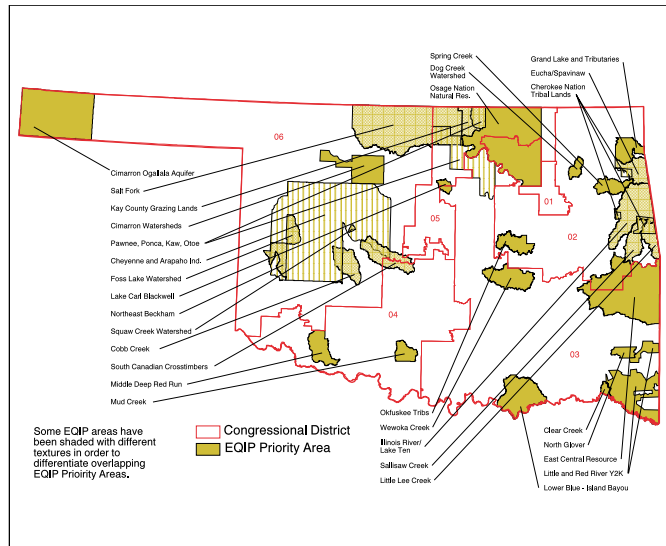 Spring Creek
Dog Creek
Watershed
Osage Nation
Natural Res.
Grand Lake and Tributaries
Eucha/Spavinaw
Cherokee Nation
Tribal Lands
06
Cimarron Ogallala Aquifer
Salt Fork
Kay County Grazing Lands
Cimarron Watersheds
Pawnee, Ponca, Kaw, Otoe
Cheyenne and Arapaho Ind.
Foss Lake Watershed
Lake Carl Blackwell
Northeast Beckham
Squaw Creek Watershed
Cobb Creek
South Canadian Crosstimbers
Middle Deep Red Run
Mud Creek
01
05
02
04
03
Okfuskee Tribs
Wewoka Creek
Illinois River/
Lake Ten
Sallisaw Creek
Little Lee Creek
Clear Creek
North Glover
East Central Resource
Little and Red River Y2K
Lower Blue - Island Bayou
Some EQIP areas have
been shaded with different
textures in order to
differentiate overlapping
EQIP Prioirity Areas.
Congressional District
EQIP Priority Area